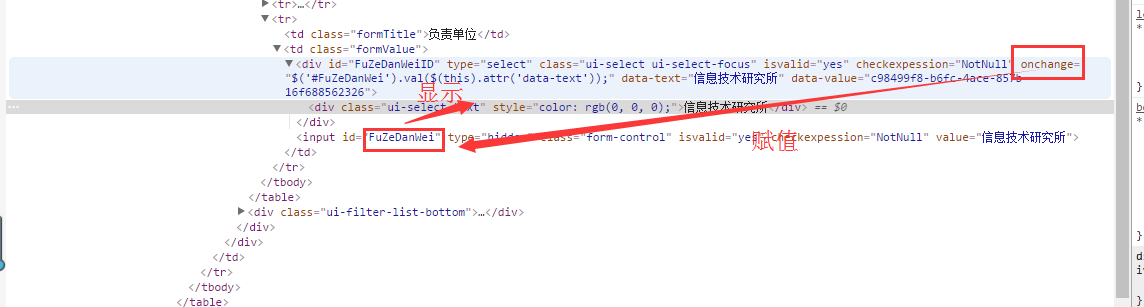 <tr>…</tr>
<tr>
<td class="formTitle">负责单位</td>
<td class="formValue">
<div id="FuZeDanWeiID" type="select" class="ui-select ui-select-focus" isvalid="yes" checkexpession="NotNull" onchange=
"$('#FuZeDanWei').val($(this).attr('data-text'));" data-text="信息技术研究所" data-value="c98499f8-b6fc-4ace-857b-
16f688562326">
显示
<div class="ui-select-text" style="color: rgb(0, 0, 0);">信息技术研究所</div> == $0
</div>
<input id="FuZeDanWei" type="hidden" class="form-control" isvalid="yes" checkexpession="NotNull" value="信息技术研究所">
赋值
</td>
</tr>
</tbody>
</table>
<div class="ui-filter-list-bottom">…</div>
</div>
</div>
</td>
</tr>
</tbody>
</table>